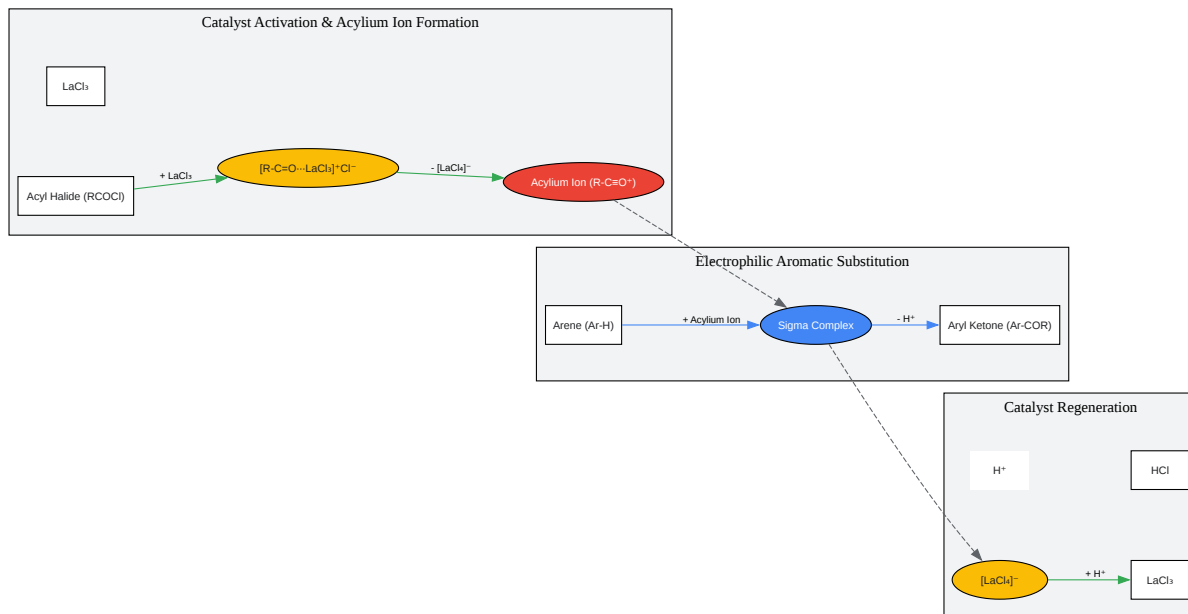 Catalyst Activation & Acylium Ion Formation
LaCl₃
Acyl Halide (RCOCl)
+ LaCl₃
[R-C=O···LaCl₃]⁺Cl⁻
- [LaCl₄]⁻
Acylium Ion (R-C≡O⁺)
Electrophilic Aromatic Substitution
Arene (Ar-H)
+ Acylium Ion
Sigma Complex
- H⁺
Aryl Ketone (Ar-COR)
Catalyst Regeneration
H⁺
HCl
[LaCl₄]⁻
+ H⁺
LaCl₃